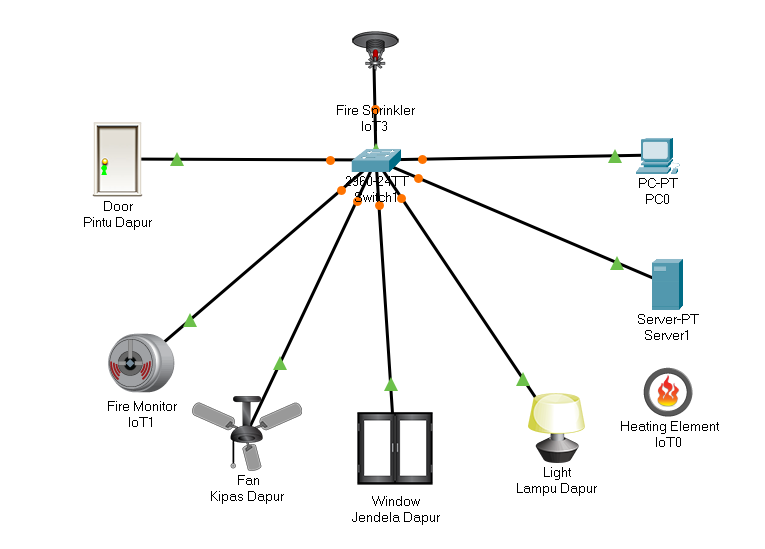 Fire Sprinkler
IoT3
2960-24TT
Switch1
Door
Pintu Dapur
PC-PT
PC0
Server-PT
Server1
Fire Monitor
IoT1
Heating Element
IoT0
Fan
Kipas Dapur
Light
Lampu Dapur
Window
Jendela Dapur